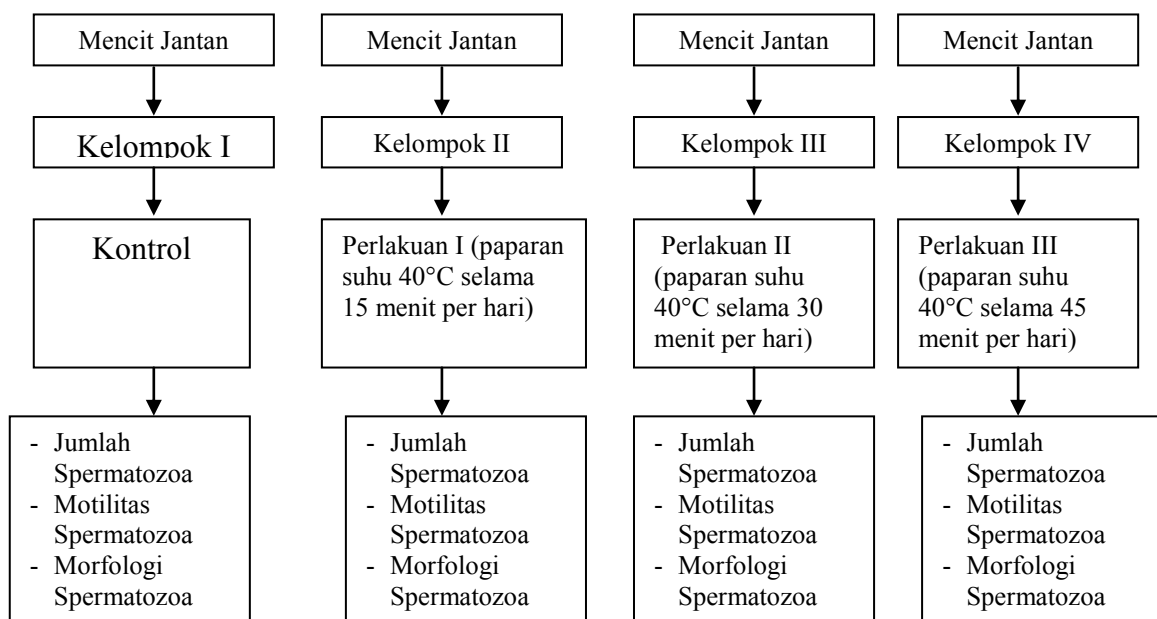 Mencit Jantan
Mencit Jantan
Mencit Jantan
Mencit Jantan
Kelompok I
Kelompok II
Kelompok III
Kelompok IV
Kontrol
Perlakuan I (paparan
suhu 40°C selama
15 menit per hari)
Perlakuan II
(paparan suhu
40°C selama 30
menit per hari)
Perlakuan III
(paparan suhu
40°C selama 45
menit per hari)
- Jumlah
Spermatozoa
- Motilitas
Spermatozoa
- Morfologi
Spermatozoa
- Jumlah
Spermatozoa
- Motilitas
Spermatozoa
- Morfologi
Spermatozoa
- Jumlah
Spermatozoa
- Motilitas
Spermatozoa
- Morfologi
Spermatozoa
- Jumlah
Spermatozoa
- Motilitas
Spermatozoa
- Morfologi
Spermatozoa